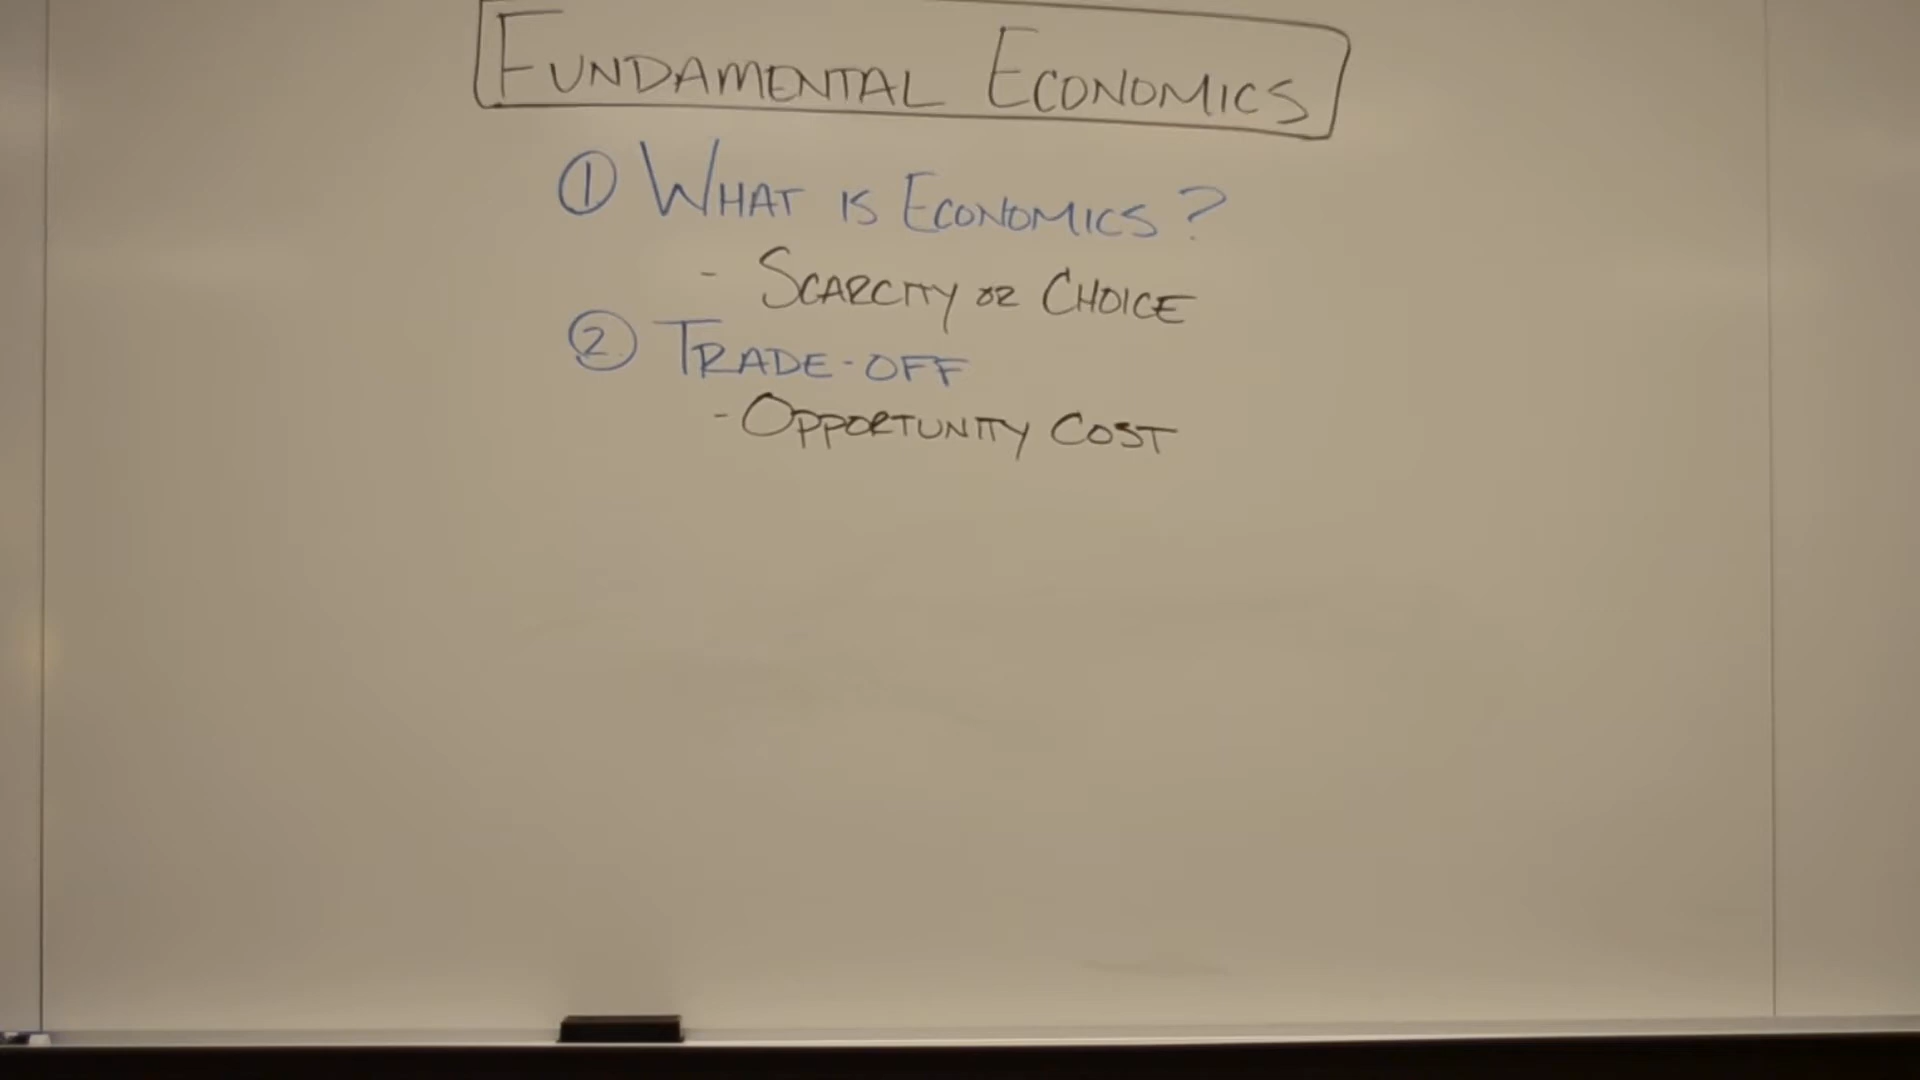 FUNDAMENTAL ECONOMICS
① WHAT IS ECONOMICS?
- SCARCITY OR CHOICE
② TRADE-OFF
- OPPORTUNITY COST